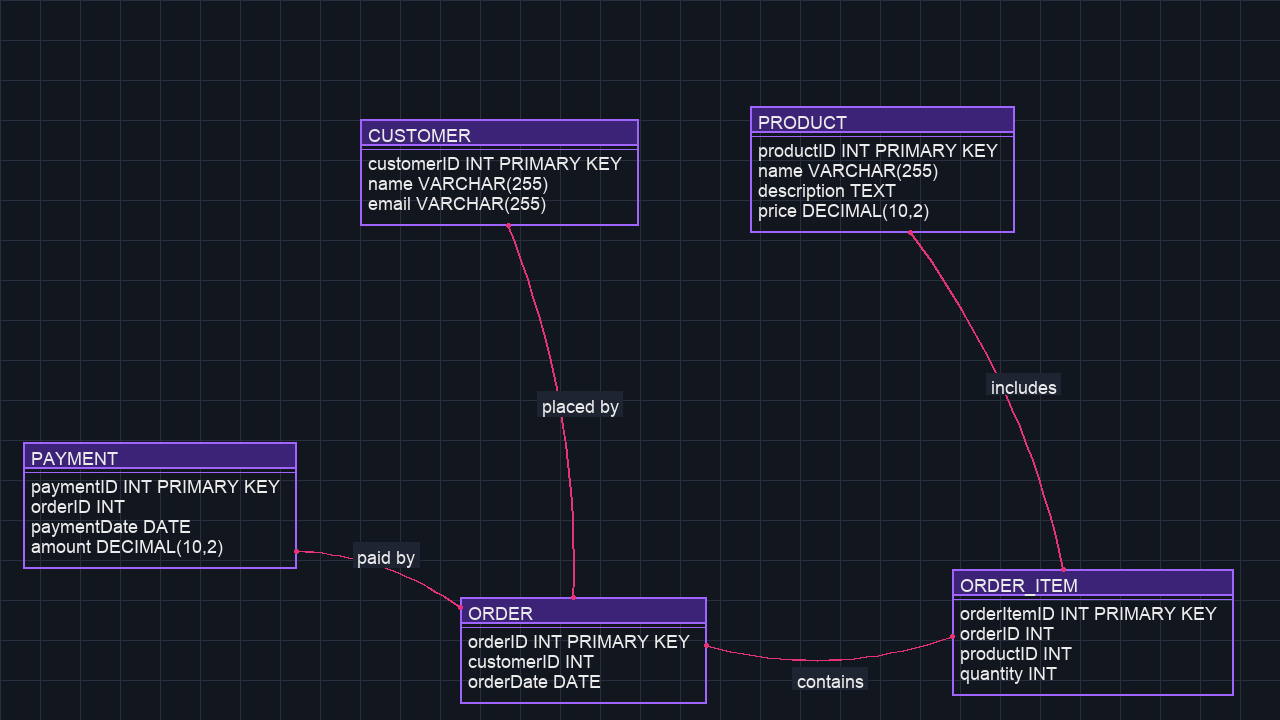 CUSTOMER
customerID INT PRIMARY KEY
name VARCHAR(255)
email VARCHAR(255)
PRODUCT
productID INT PRIMARY KEY
name VARCHAR(255)
description TEXT
price DECIMAL(10,2)
includes
placed by
PAYMENT
paymentID INT PRIMARY KEY
orderID INT
paymentDate DATE
amount DECIMAL(10,2)
paid by
ORDER
orderID INT PRIMARY KEY
customerID INT
orderDate DATE
contains
ORDER_ITEM
orderItemID INT PRIMARY KEY
orderID INT
productID INT
quantity INT